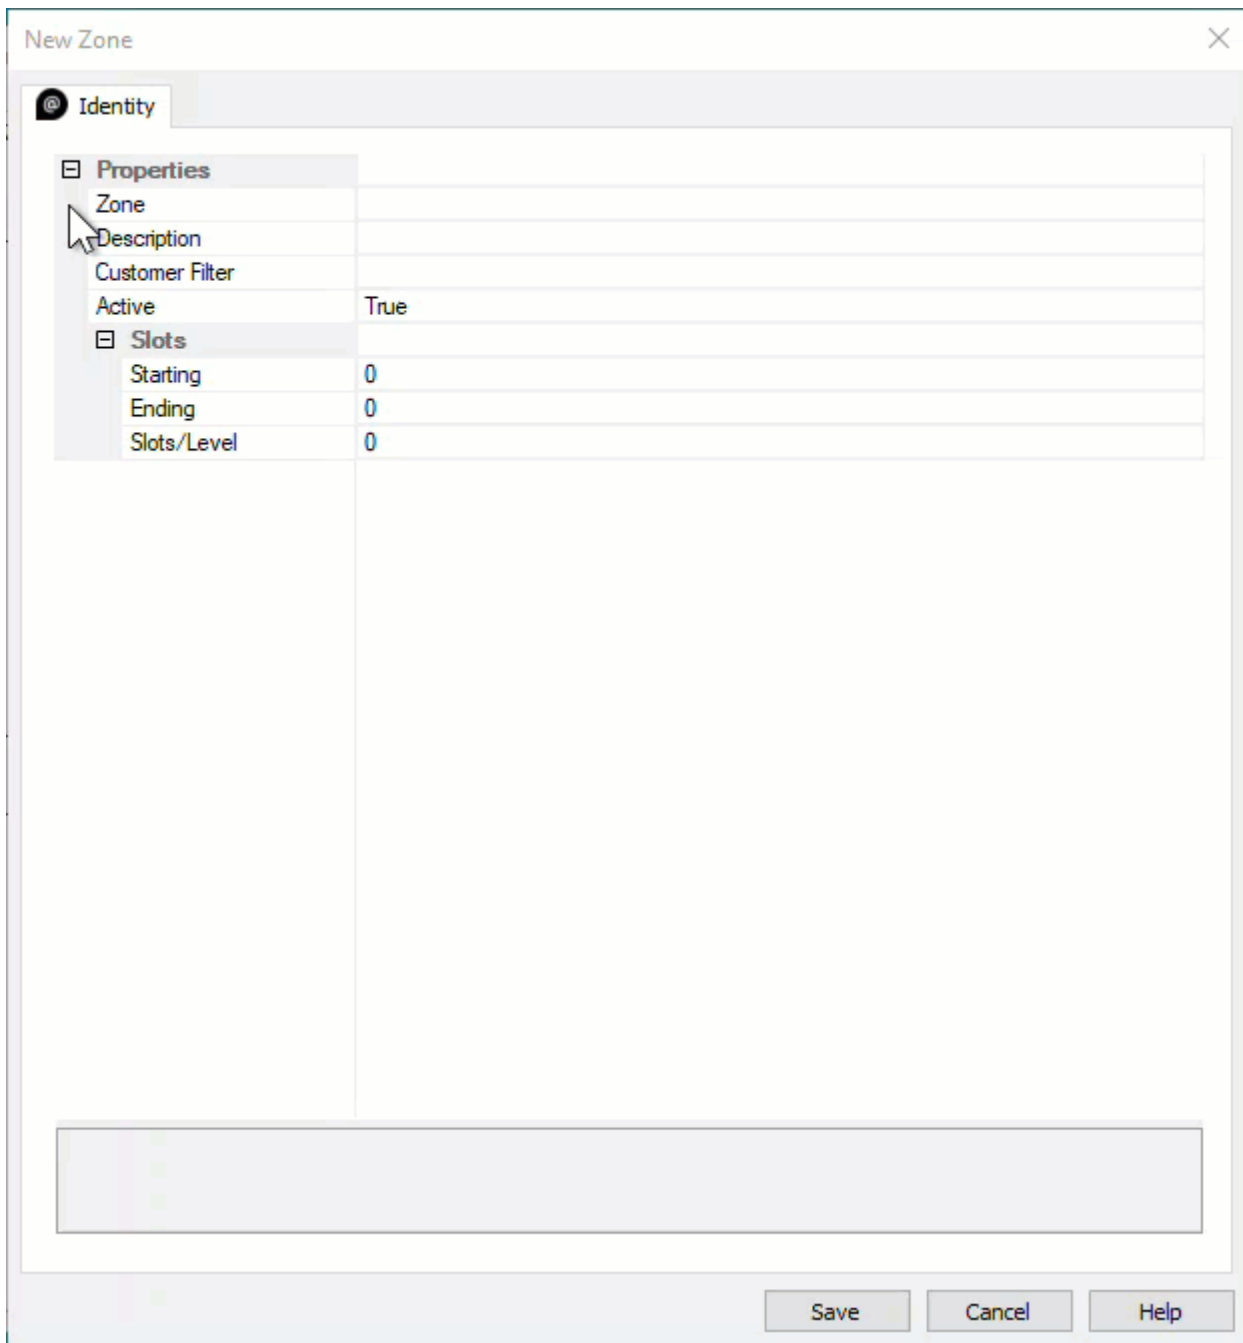 New Zone
@ Identity
Properties
Zone
Description
Customer Filter
Active True
Slots
Starting 0
Ending 0
Slots/Level 0
Save Cancel Help